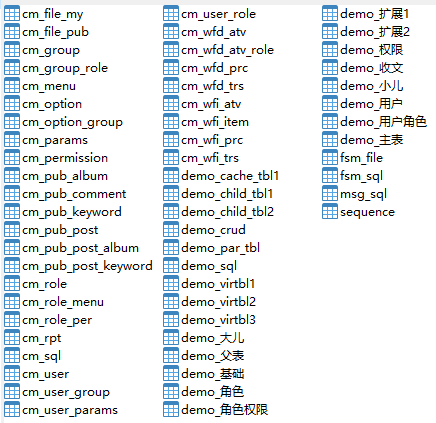 cm_file_my
cm_file_pub
cm_group
cm_group_role
cm_menu
cm_option
cm_option_group
cm_params
cm_permission
cm_pub_album
cm_pub_comment
cm_pub_keyword
cm_pub_post
cm_pub_post_album
cm_pub_post_keyword
cm_role
cm_role_menu
cm_role_per
cm_rpt
cm_sql
cm_user
cm_user_group
cm_user_params
cm_user_role
cm_wfd_atv
cm_wfd_atv_role
cm_wfd_prc
cm_wfd_trs
cm_wfi_atv
cm_wfi_item
cm_wfi_prc
cm_wfi_trs
demo_cache_tbl1
demo_child_tbl1
demo_child_tbl2
demo_crud
demo_par_tbl
demo_sql
demo_virtbl1
demo_virtbl2
demo_virtbl3
demo_大儿
demo_父表
demo_基础
demo_角色
demo_角色权限
demo_扩展1
demo_扩展2
demo_权限
demo_收文
demo_小儿
demo_用户
demo_用户角色
demo_主表
fsm_file
fsm_sql
msg_sql
sequence